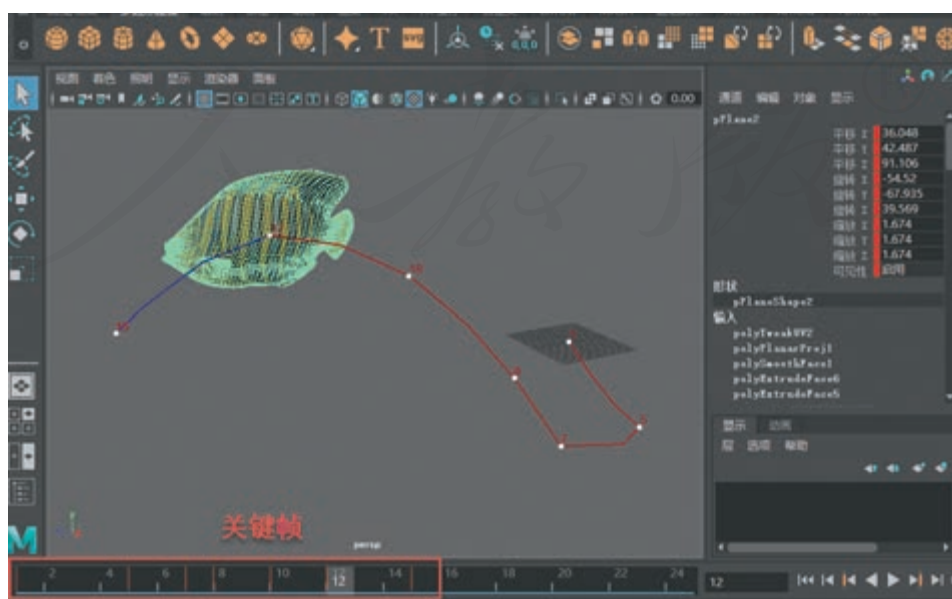 视图 着色 照明 显示 渲染器 面板
0.00
通道 编辑 对象 显示
pPlane2
平移 X 36.048
平移 Y 42.487
平移 Z 91.106
旋转 X -54.52
旋转 Y -67.935
旋转 Z 39.569
缩放 X 1.674
缩放 Y 1.674
缩放 Z 1.674
可见性 启用
形状
pPlaneShape2
输入
polyTweakUV2
polyPlanarProj1
polySmoothFace1
polyExtrudeFace6
polyExtrudeFace5
显示 动画
层 选项 帮助
关键帧
persp
2 4 6 8 10 12 14 16 18 20 22 24
12
12